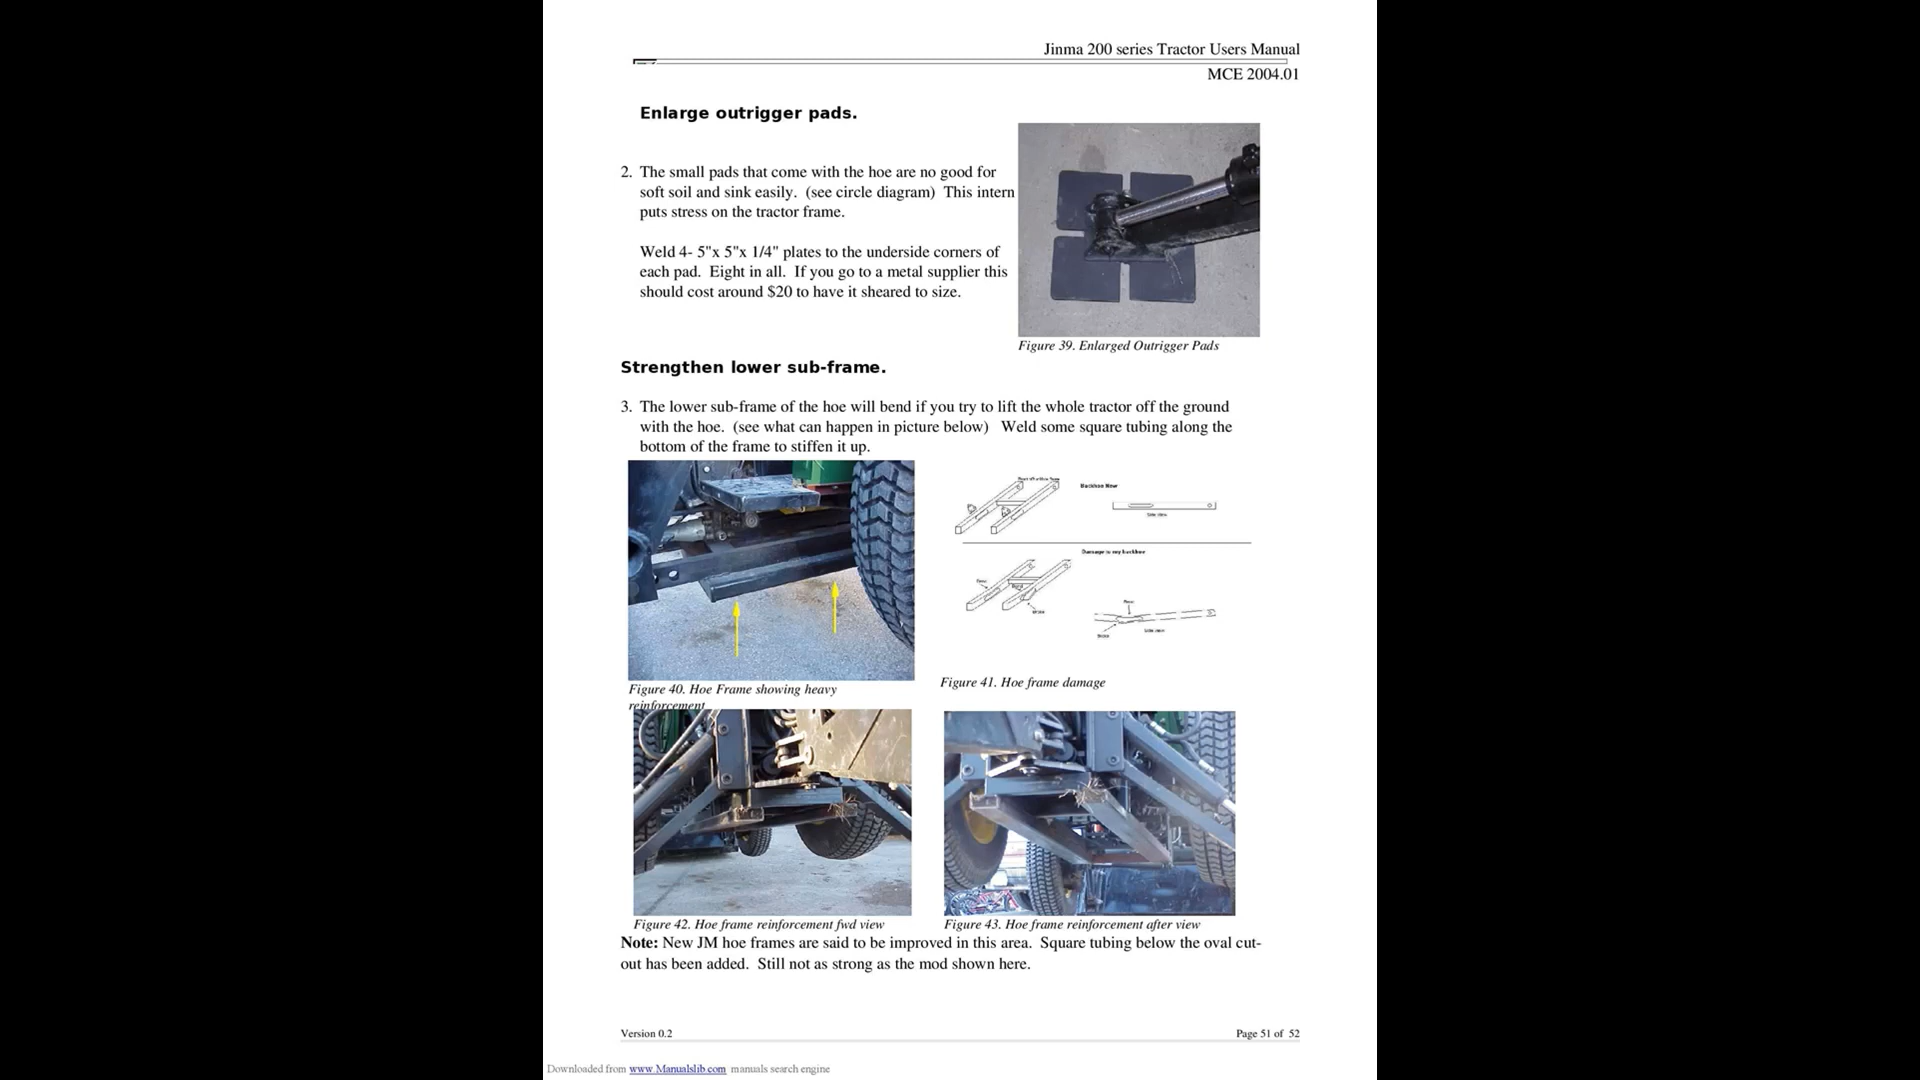 Jinma 200 series Tractor Users Manual
MCE 2004.01
Enlarge outrigger pads.
2. The small pads that come with the hoe are no good for
soft soil and sink easily. (see circle diagram) This intern
puts stress on the tractor frame.
Weld 4- 5"x 5"x 1/4" plates to the underside corners of
each pad. Eight in all. If you go to a metal supplier this
should cost around $20 to have it sheared to size.
Figure 39. Enlarged Outrigger Pads
Strengthen lower sub-frame.
3. The lower sub-frame of the hoe will bend if you try to lift the whole tractor off the ground
with the hoe. (see what can happen in picture below) Weld some square tubing along the
bottom of the frame to stiffen it up.
Backhoe New
Side view
Damage to my backhoe
Side view
Figure 40. Hoe Frame showing heavy
reinforcement
Figure 41. Hoe frame damage
Figure 42. Hoe frame reinforcement fwd view
Figure 43. Hoe frame reinforcement after view
Note: New JM hoe frames are said to be improved in this area. Square tubing below the oval cut-
out has been added. Still not as strong as the mod shown here.
Version 0.2
Page 51 of 52
Downloaded from www.Manualslib.com manuals search engine